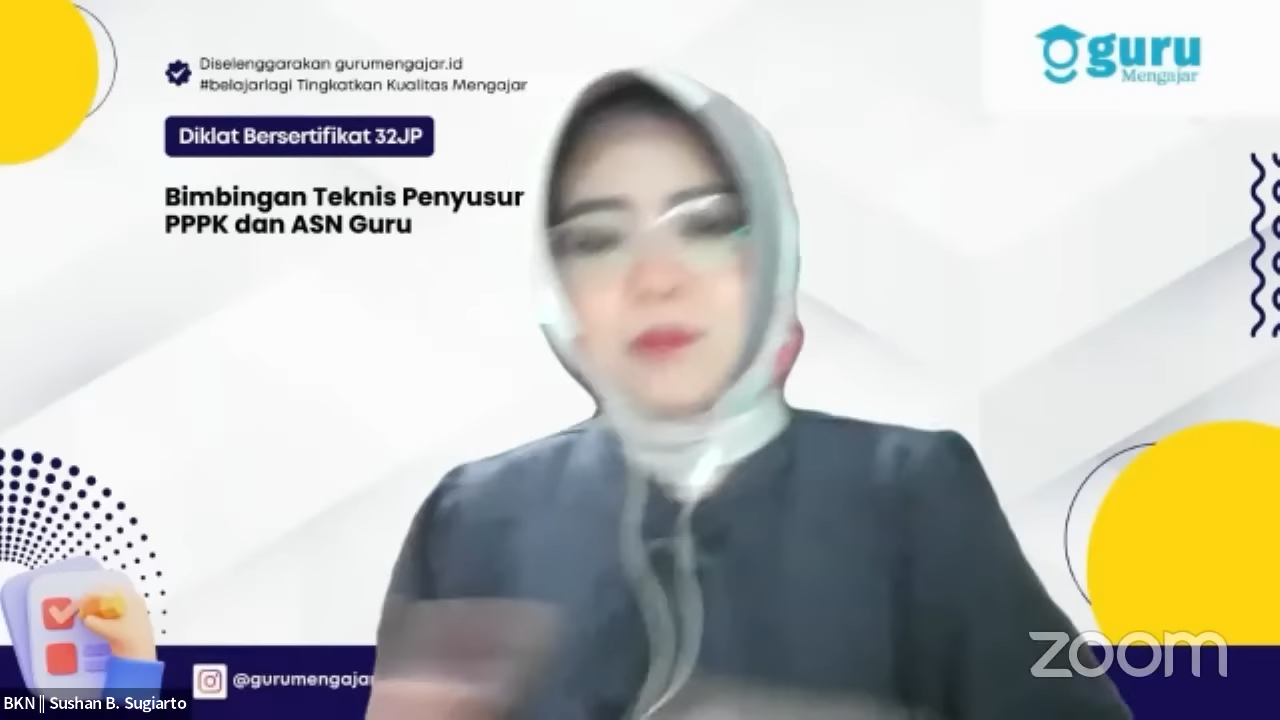 Diselenggarakan gurumengajar.id
#belajarlagi Tingkatkan Kualitas Mengajar
guru
Mengajar
Diklat Bersertifikat 32JP
Bimbingan Teknis Penyusur
PPPK dan ASN Guru
@gurumengajar
zoom
BKN || Sushan B. Sugiarto